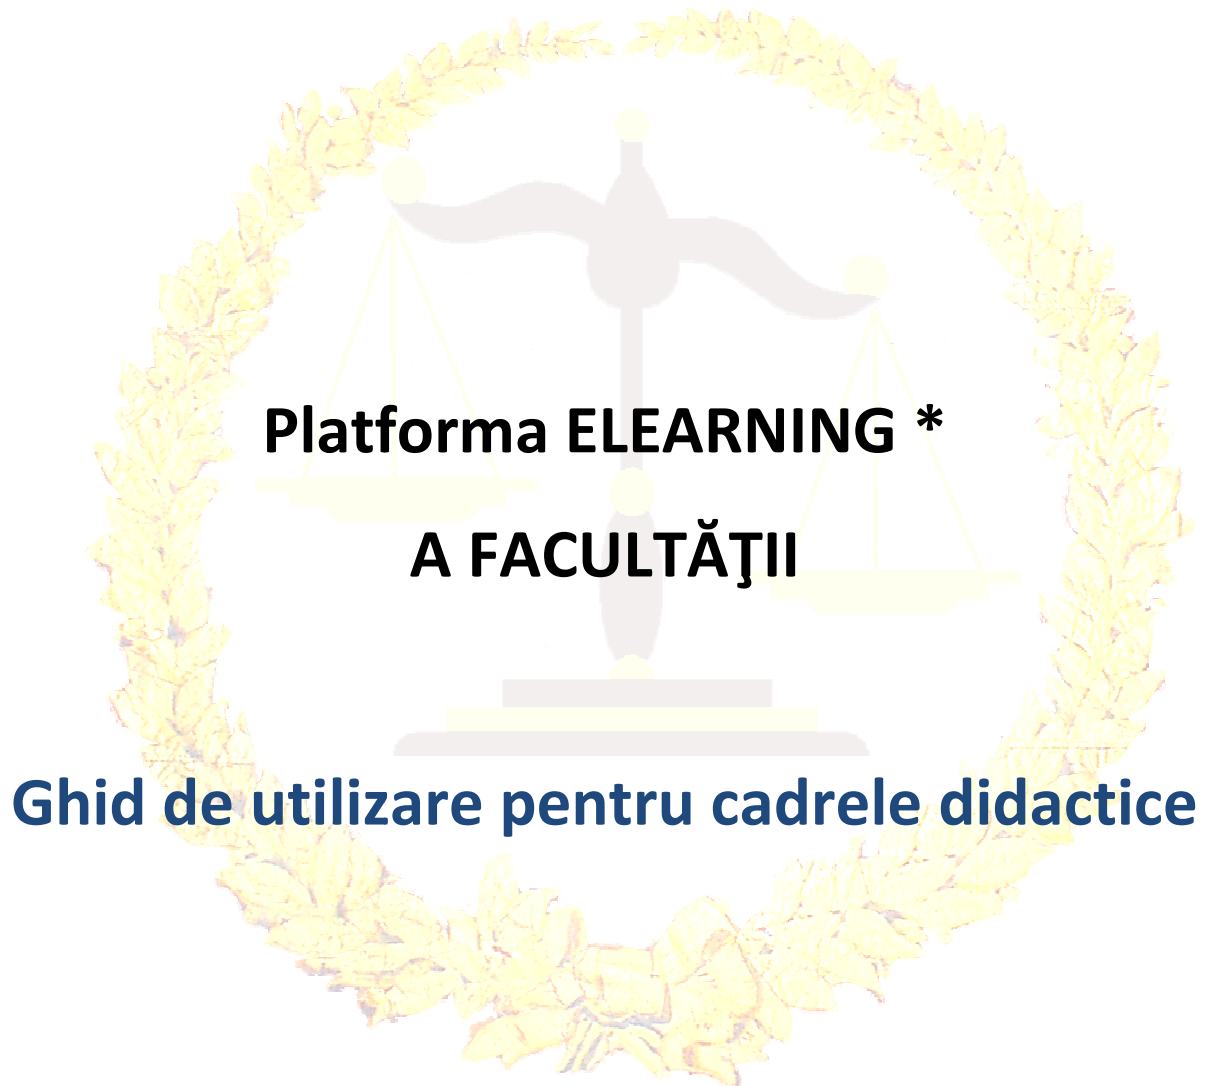 Platforma ELEARNING *
A FACULTĂŢII
Ghid de utilizare pentru cadrele didactice